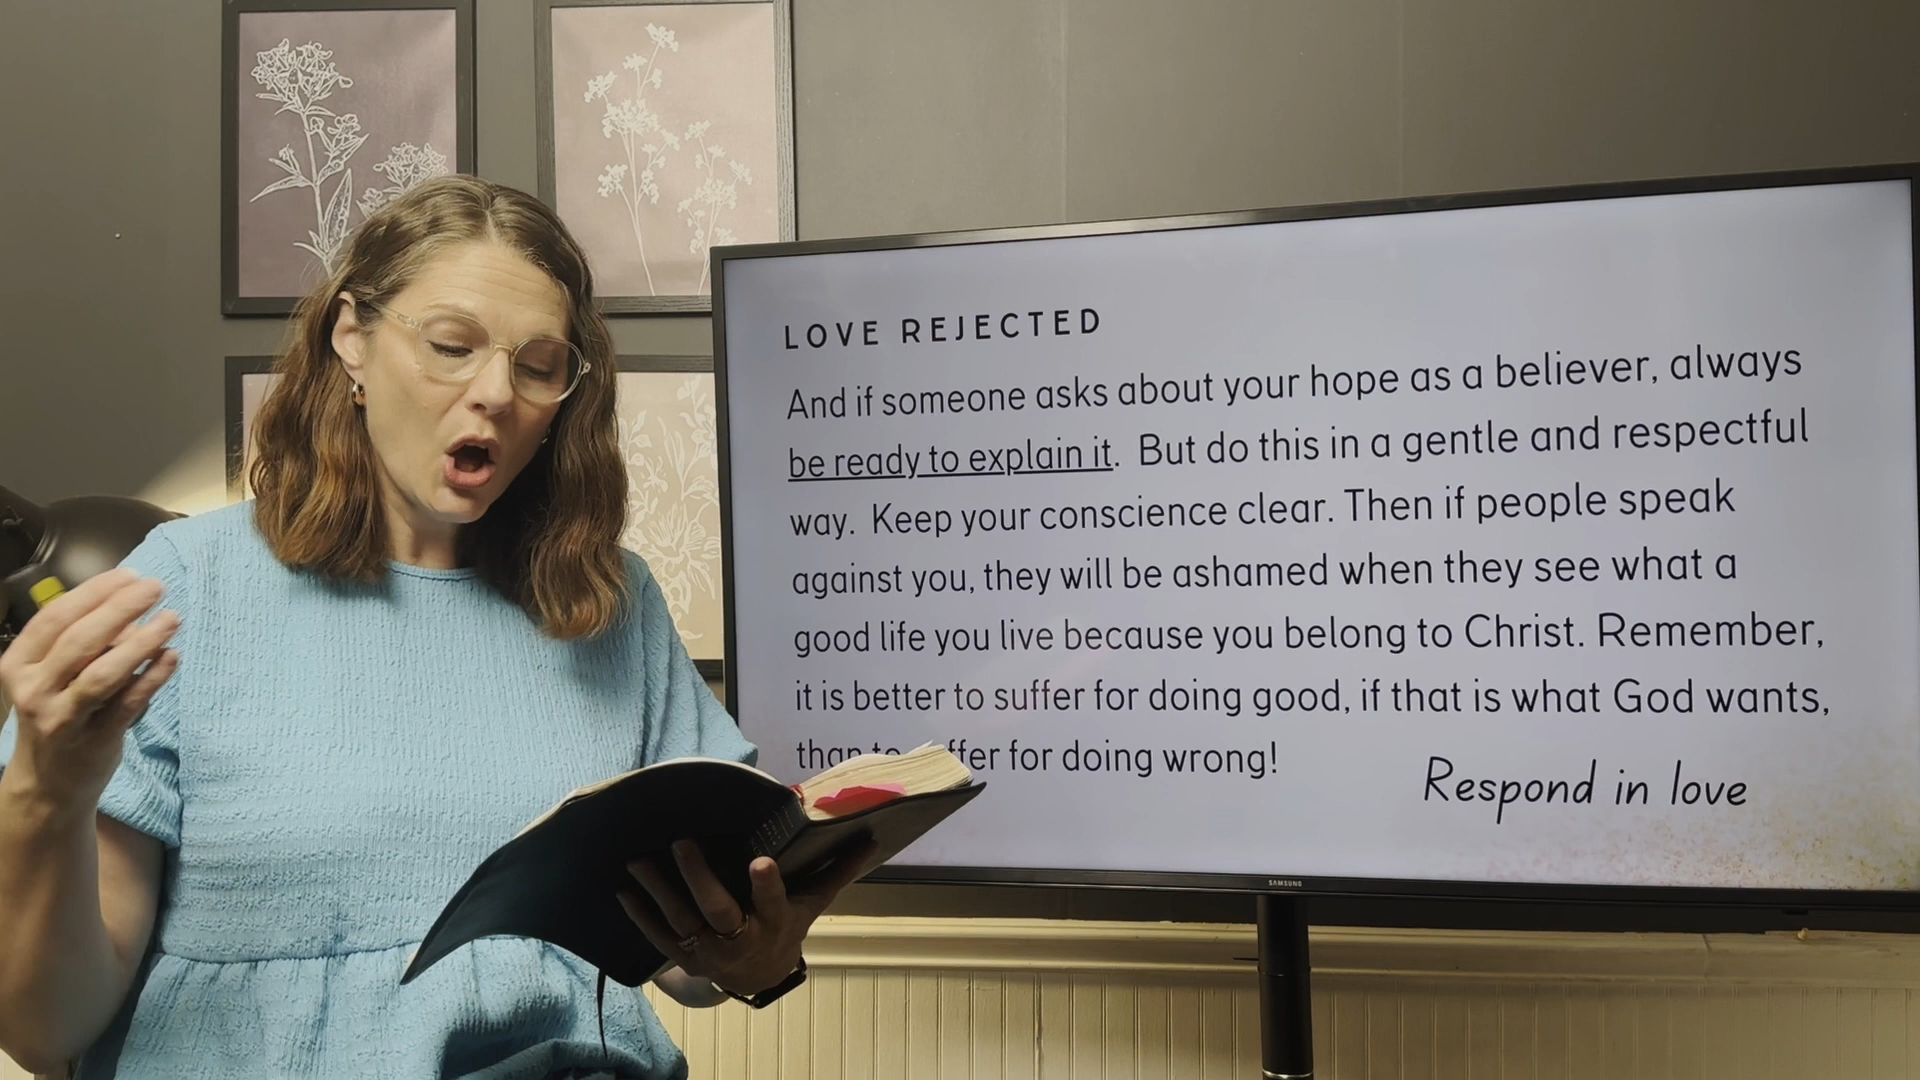 LOVE REJECTED
And if someone asks about your hope as a believer, always
be ready to explain it. But do this in a gentle and respectful
way. Keep your conscience clear. Then if people speak
against you, they will be ashamed when they see what a
good life you live because you belong to Christ. Remember,
it is better to suffer for doing good, if that is what God wants,
than to suffer for doing wrong!
Respond in love
SAMSUNG